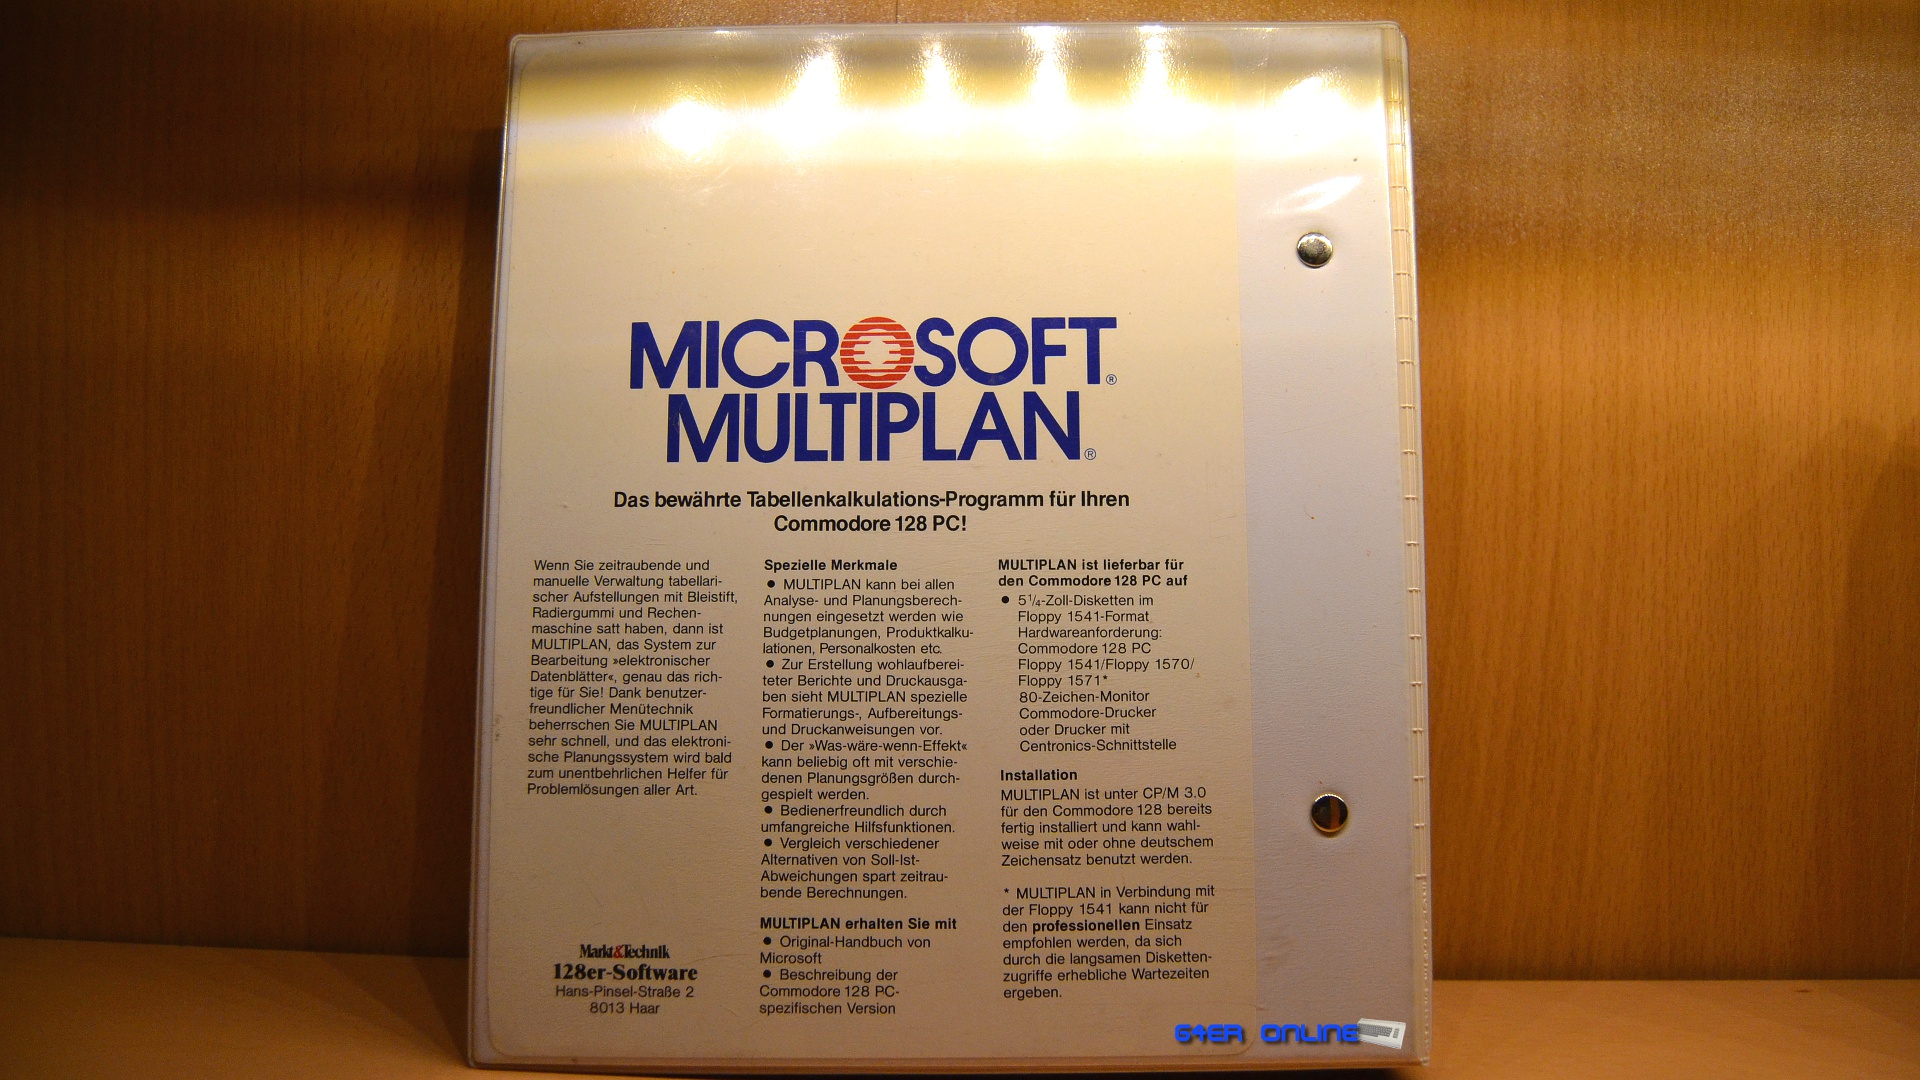 MICROSOFT®
MULTIPLAN®
Das bewährte Tabellenkalkulations-Programm für Ihren
Commodore 128 PC!
Wenn Sie zeitraubende und
manuelle Verwaltung tabellari-
scher Aufstellungen mit Bleistift,
Radiergummi und Rechen-
maschine satt haben, dann ist
MULTIPLAN, das System zur
Bearbeitung »elektronischer
Datenblätter«, genau das rich-
tige für Sie! Dank benutzer-
freundlicher Menütechnik
beherrschen Sie MULTIPLAN
sehr schnell, und das elektroni-
sche Planungssystem wird bald
zum unentbehrlichen Helfer für
Problemlösungen aller Art.
Markt&Technik
128er-Software
Hans-Pinsel-Straße 2
8013 Haar
Spezielle Merkmale
• MULTIPLAN kann bei allen
Analyse- und Planungsberech-
nungen eingesetzt werden wie
Budgetplanungen, Produktkalku-
lationen, Personalkosten etc.
• Zur Erstellung wohlaufberei-
teter Berichte und Druckausga-
ben sieht MULTIPLAN spezielle
Formatierungs-, Aufbereitungs-
und Druckanweisungen vor.
• Der »Was-wäre-wenn-Effekt«
kann beliebig oft mit verschie-
denen Planungsgrößen durch-
gespielt werden.
• Bedienerfreundlich durch
umfangreiche Hilfsfunktionen.
• Vergleich verschiedener
Alternativen von Soll-Ist-
Abweichungen spart zeitrau-
bende Berechnungen.
MULTIPLAN erhalten Sie mit
• Original-Handbuch von
Microsoft
• Beschreibung der
Commodore 128 PC-
spezifischen Version
MULTIPLAN ist lieferbar für
den Commodore 128 PC auf
• 5 1/4-Zoll-Disketten im
Floppy 1541-Format
Hardwareanforderung:
Commodore 128 PC
Floppy 1541/Floppy 1570/
Floppy 1571*
80-Zeichen-Monitor
Commodore-Drucker
oder Drucker mit
Centronics-Schnittstelle
Installation
MULTIPLAN ist unter CP/M 3.0
für den Commodore 128 bereits
fertig installiert und kann wahl-
weise mit oder ohne deutschem
Zeichensatz benutzt werden.
* MULTIPLAN in Verbindung mit
der Floppy 1541 kann nicht für
den professionellen Einsatz
empfohlen werden, da sich
durch die langsamen Disketten-
zugriffe erhebliche Wartezeiten
ergeben.
64ER ONLINE